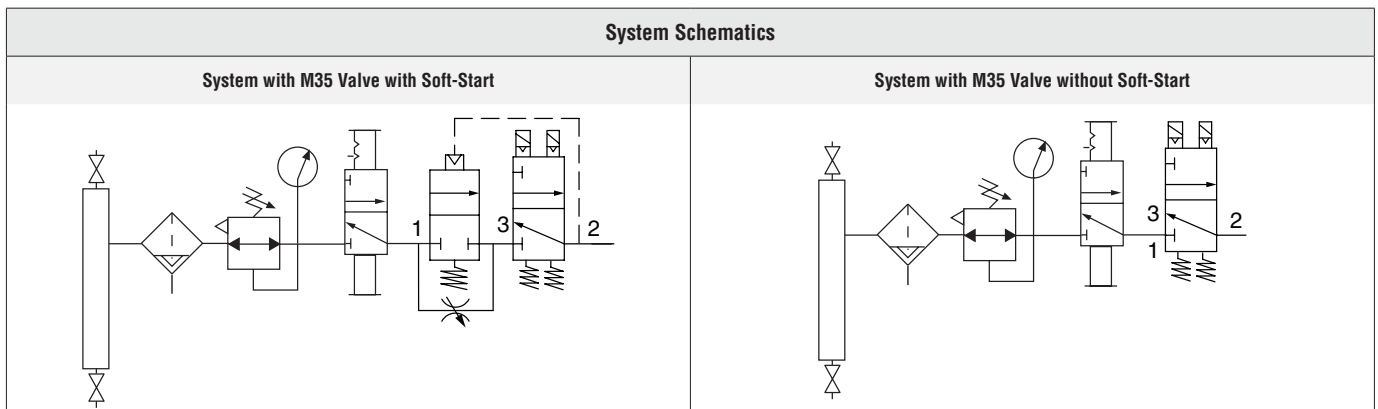 System Schematics
System with M35 Valve with Soft-Start
System with M35 Valve without Soft-Start
1 3 2
3 2
1